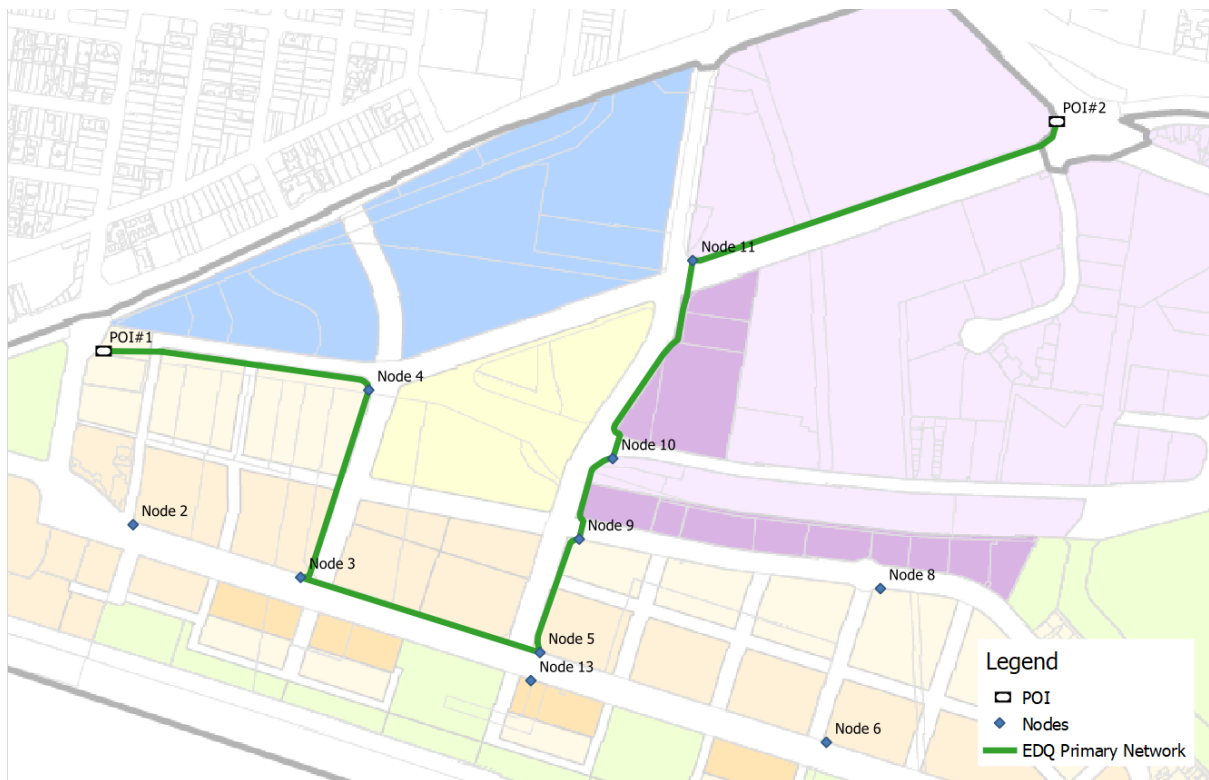 POI#2
Node 11
POI#1
Node 4
Node 10
Node 2
Node 9
Node 3
Node 8
Node 5
Node 13
Node 6
Legend
POI
Nodes
EDQ Primary Network